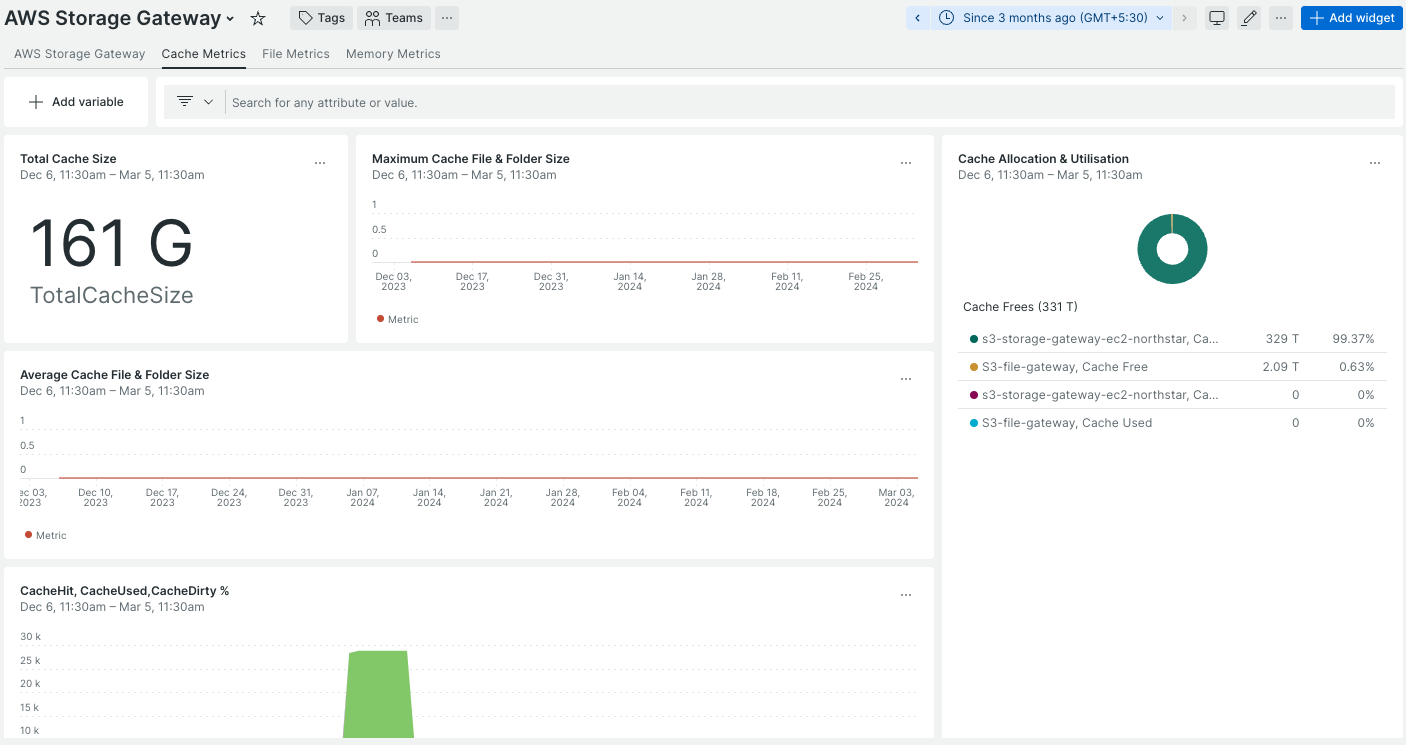 AWS Storage Gateway
Tags
Teams
...
Since 3 months ago (GMT+5:30)
...
Add widget
AWS Storage Gateway
Cache Metrics
File Metrics
Memory Metrics
Add variable
Search for any attribute or value.
Total Cache Size
...
Dec 6, 11:30am – Mar 5, 11:30am
161 G
TotalCacheSize
Maximum Cache File & Folder Size
...
Dec 6, 11:30am – Mar 5, 11:30am
1
0.5
0
Dec 03, 2023
Dec 17, 2023
Dec 31, 2023
Jan 14, 2024
Jan 28, 2024
Feb 11, 2024
Feb 25, 2024
Metric
Cache Allocation & Utilisation
...
Dec 6, 11:30am – Mar 5, 11:30am
Cache Frees (331 T)
s3-storage-gateway-ec2-northstar, Ca... 329 T 99.37%
S3-file-gateway, Cache Free 2.09 T 0.63%
s3-storage-gateway-ec2-northstar, Ca... 0 0%
S3-file-gateway, Cache Used 0 0%
Average Cache File & Folder Size
...
Dec 6, 11:30am – Mar 5, 11:30am
1
0.5
0
ec 03, 2023
Dec 10, 2023
Dec 17, 2023
Dec 24, 2023
Dec 31, 2023
Jan 07, 2024
Jan 14, 2024
Jan 21, 2024
Jan 28, 2024
Feb 04, 2024
Feb 11, 2024
Feb 18, 2024
Feb 25, 2024
Mar 03, 2024
Metric
CacheHit, CacheUsed,CacheDirty %
...
Dec 6, 11:30am – Mar 5, 11:30am
30 k
25 k
20 k
15 k
10 k